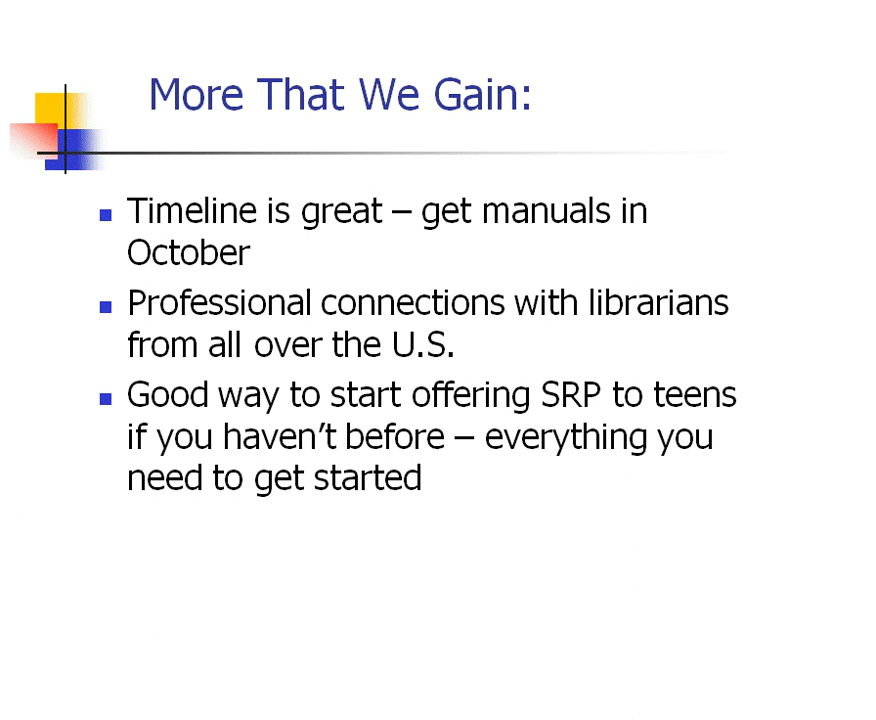 More That We Gain:
Timeline is great – get manuals in
October
Professional connections with librarians
from all over the U.S.
Good way to start offering SRP to teens
if you haven’t before – everything you
need to get started